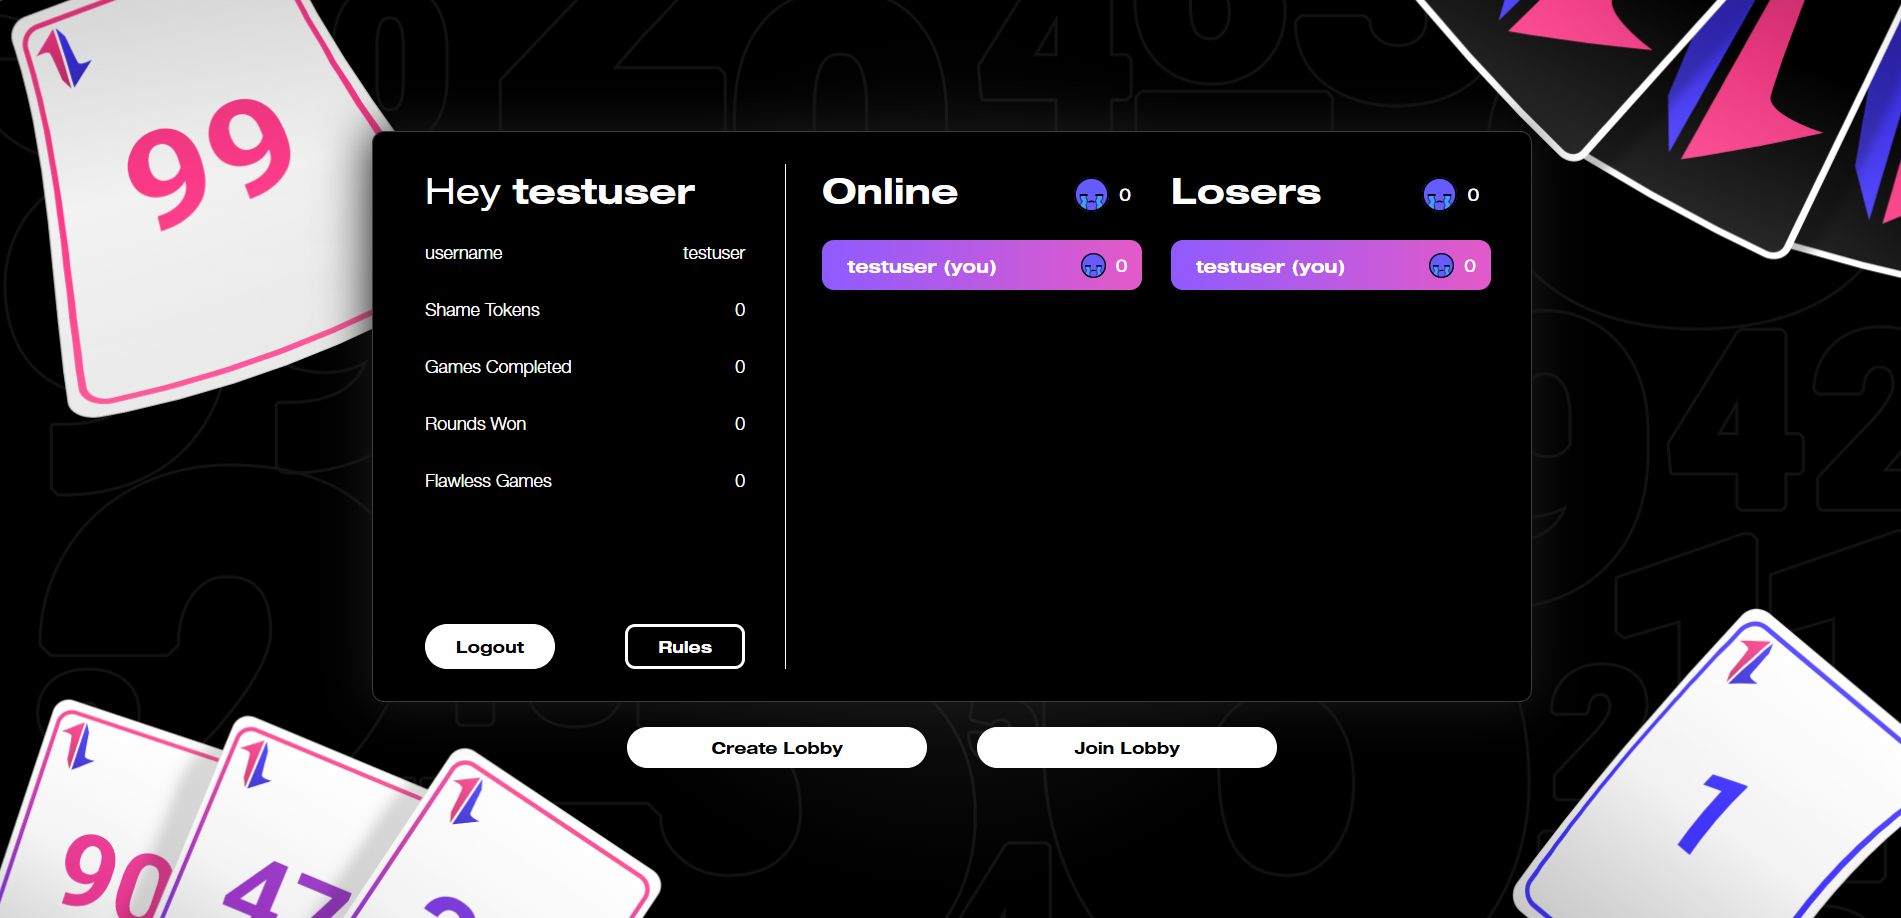 99
Hey testuser
username testuser
Shame Tokens 0
Games Completed 0
Rounds Won 0
Flawless Games 0
Logout
Rules
Online 0
testuser (you) 0
Losers 0
testuser (you) 0
Create Lobby
Join Lobby
90
47
1